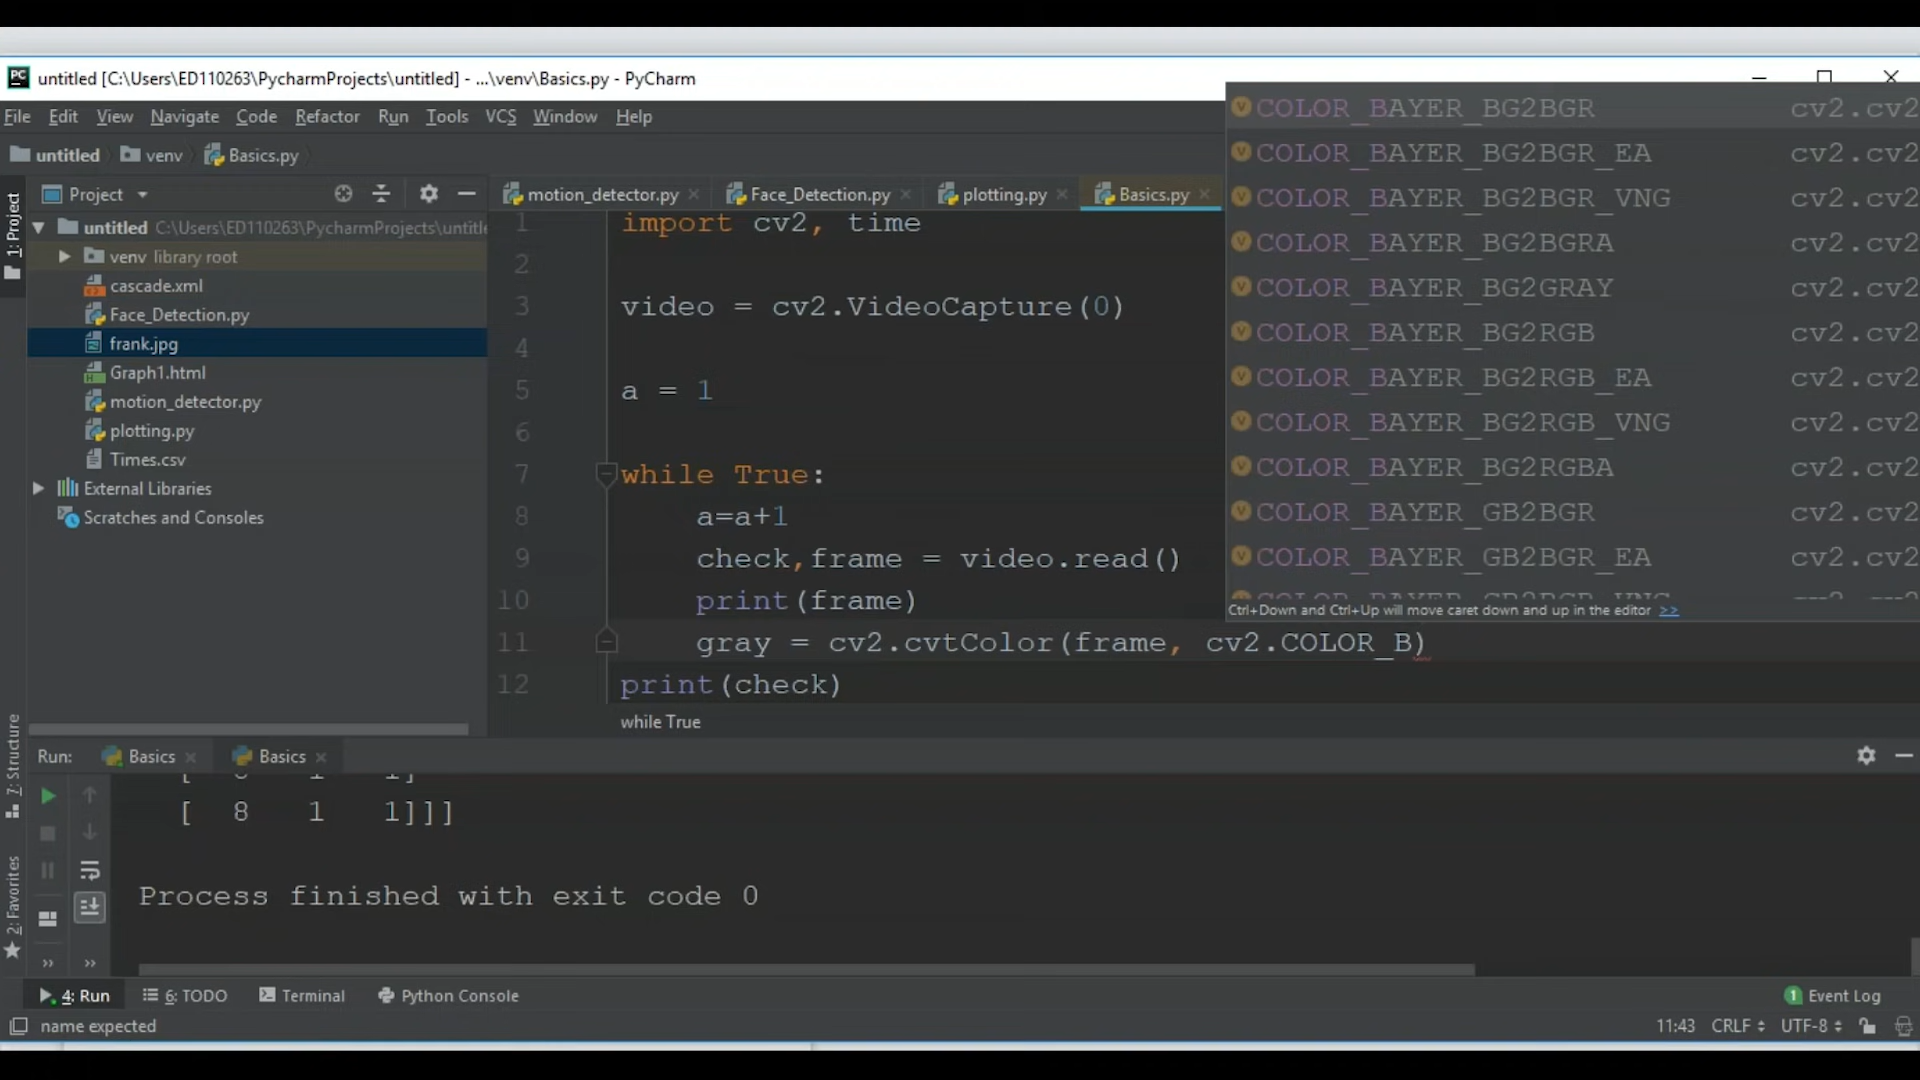 untitled [C:\Users\ED110263\PycharmProjects\untitled] - ...\venv\Basics.py - PyCharm
File Edit View Navigate Code Refactor Run Tools VCS Window Help
untitled venv Basics.py
Project
motion_detector.py Face_Detection.py plotting.py Basics.py
1: Project
untitled C:\Users\ED110263\PycharmProjects\untitle
venv library root
cascade.xml
Face_Detection.py
frank.jpg
Graph1.html
motion_detector.py
plotting.py
Times.csv
External Libraries
Scratches and Consoles
1 import cv2, time
2
3 video = cv2.VideoCapture(0)
4
5 a = 1
6
7 while True:
8 a=a+1
9 check,frame = video.read()
10 print(frame)
11 gray = cv2.cvtColor(frame, cv2.COLOR_B)
12 print(check)
while True
COLOR_BAYER_BG2BGR cv2.cv2
COLOR_BAYER_BG2BGR_EA cv2.cv2
COLOR_BAYER_BG2BGR_VNG cv2.cv2
COLOR_BAYER_BG2BGRA cv2.cv2
COLOR_BAYER_BG2GRAY cv2.cv2
COLOR_BAYER_BG2RGB cv2.cv2
COLOR_BAYER_BG2RGB_EA cv2.cv2
COLOR_BAYER_BG2RGB_VNG cv2.cv2
COLOR_BAYER_BG2RGBA cv2.cv2
COLOR_BAYER_GB2BGR cv2.cv2
COLOR_BAYER_GB2BGR_EA cv2.cv2
Ctrl+Down and Ctrl+Up will move caret down and up in the editor >>
7: Structure
2: Favorites
Run: Basics Basics
[ 8 1 1]]]
Process finished with exit code 0
4: Run 6: TODO Terminal Python Console 1 Event Log
name expected 11:43 CRLF UTF-8